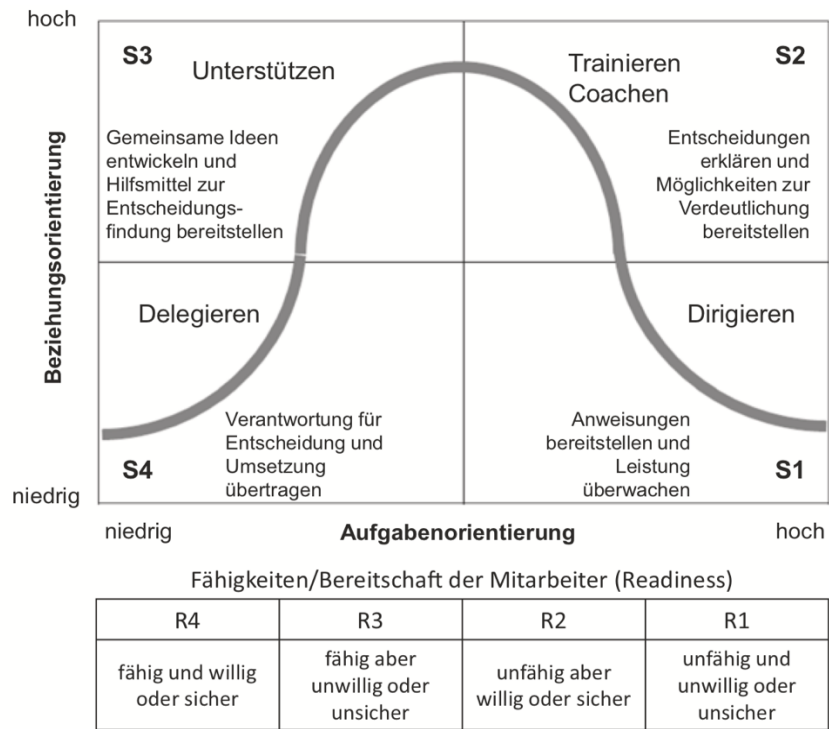 hoch
S3
Unterstützen
Gemeinsame Ideen
entwickeln und
Hilfsmittel zur
Entscheidungs-
findung bereitstellen
Trainieren
Coachen
S2
Entscheidungen
erklären und
Möglichkeiten zur
Verdeutlichung
bereitstellen
Beziehungsorientierung
Delegieren
Verantwortung für
Entscheidung und
Umsetzung
übertragen
S4
Dirigieren
Anweisungen
bereitstellen und
Leistung
überwachen
S1
niedrig
niedrig
Aufgabenorientierung
hoch
Fähigkeiten/Bereitschaft der Mitarbeiter (Readiness)
R4
R3
R2
R1
fähig und willig
oder sicher
fähig aber
unwillig oder
unsicher
unfähig aber
willig oder sicher
unfähig und
unwillig oder
unsicher